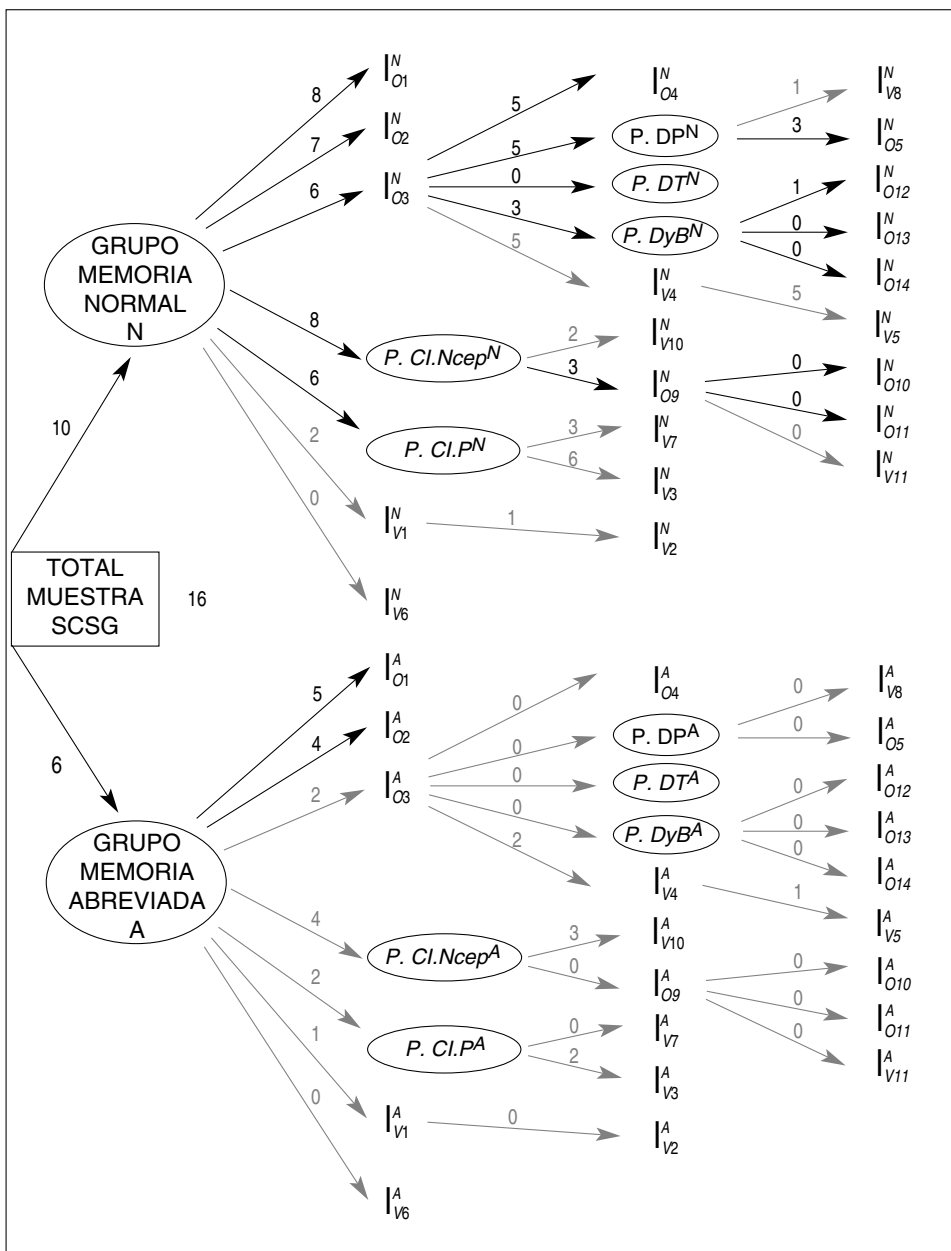 I^N_O1
8
5
I^N_O4
1
I^N_V8
7
I^N_O2
5
P. DP^N
3
I^N_O5
6
I^N_O3
0
P. DT^N
1
I^N_O12
3
P. DyB^N
0
I^N_O13
GRUPO
MEMORIA
NORMAL
N
5
0
I^N_O14
I^N_V4
5
I^N_V5
8
P. CI.Ncep^N
2
I^N_V10
3
I^N_O9
0
I^N_O10
6
0
I^N_O11
10
2
P. CI.P^N
3
I^N_V7
0
I^N_V11
6
I^N_V3
0
I^N_V1
1
I^N_V2
TOTAL
MUESTRA
SCSG
16
I^N_V6
I^A_O1
5
0
I^A_O4
0
I^A_V8
4
I^A_O2
0
P. DP^A
0
I^A_O5
6
2
I^A_O3
0
P. DT^A
0
I^A_O12
0
P. DyB^A
0
I^A_O13
GRUPO
MEMORIA
ABREVIADA
A
2
0
I^A_O14
I^A_V4
1
I^A_V5
4
P. CI.Ncep^A
3
I^A_V10
0
I^A_O9
0
I^A_O10
2
0
I^A_O11
1
P. CI.P^A
0
I^A_V7
0
I^A_V11
2
I^A_V3
0
I^A_V1
0
I^A_V2
I^A_V6